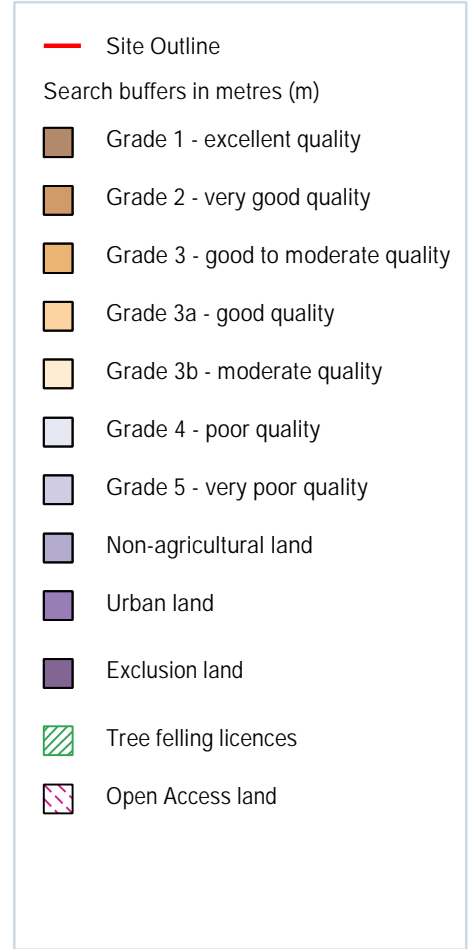 Site Outline
Search buffers in metres (m)
Grade 1 - excellent quality
Grade 2 - very good quality
Grade 3 - good to moderate quality
Grade 3a - good quality
Grade 3b - moderate quality
Grade 4 - poor quality
Grade 5 - very poor quality
Non-agricultural land
Urban land
Exclusion land
Tree felling licences
Open Access land